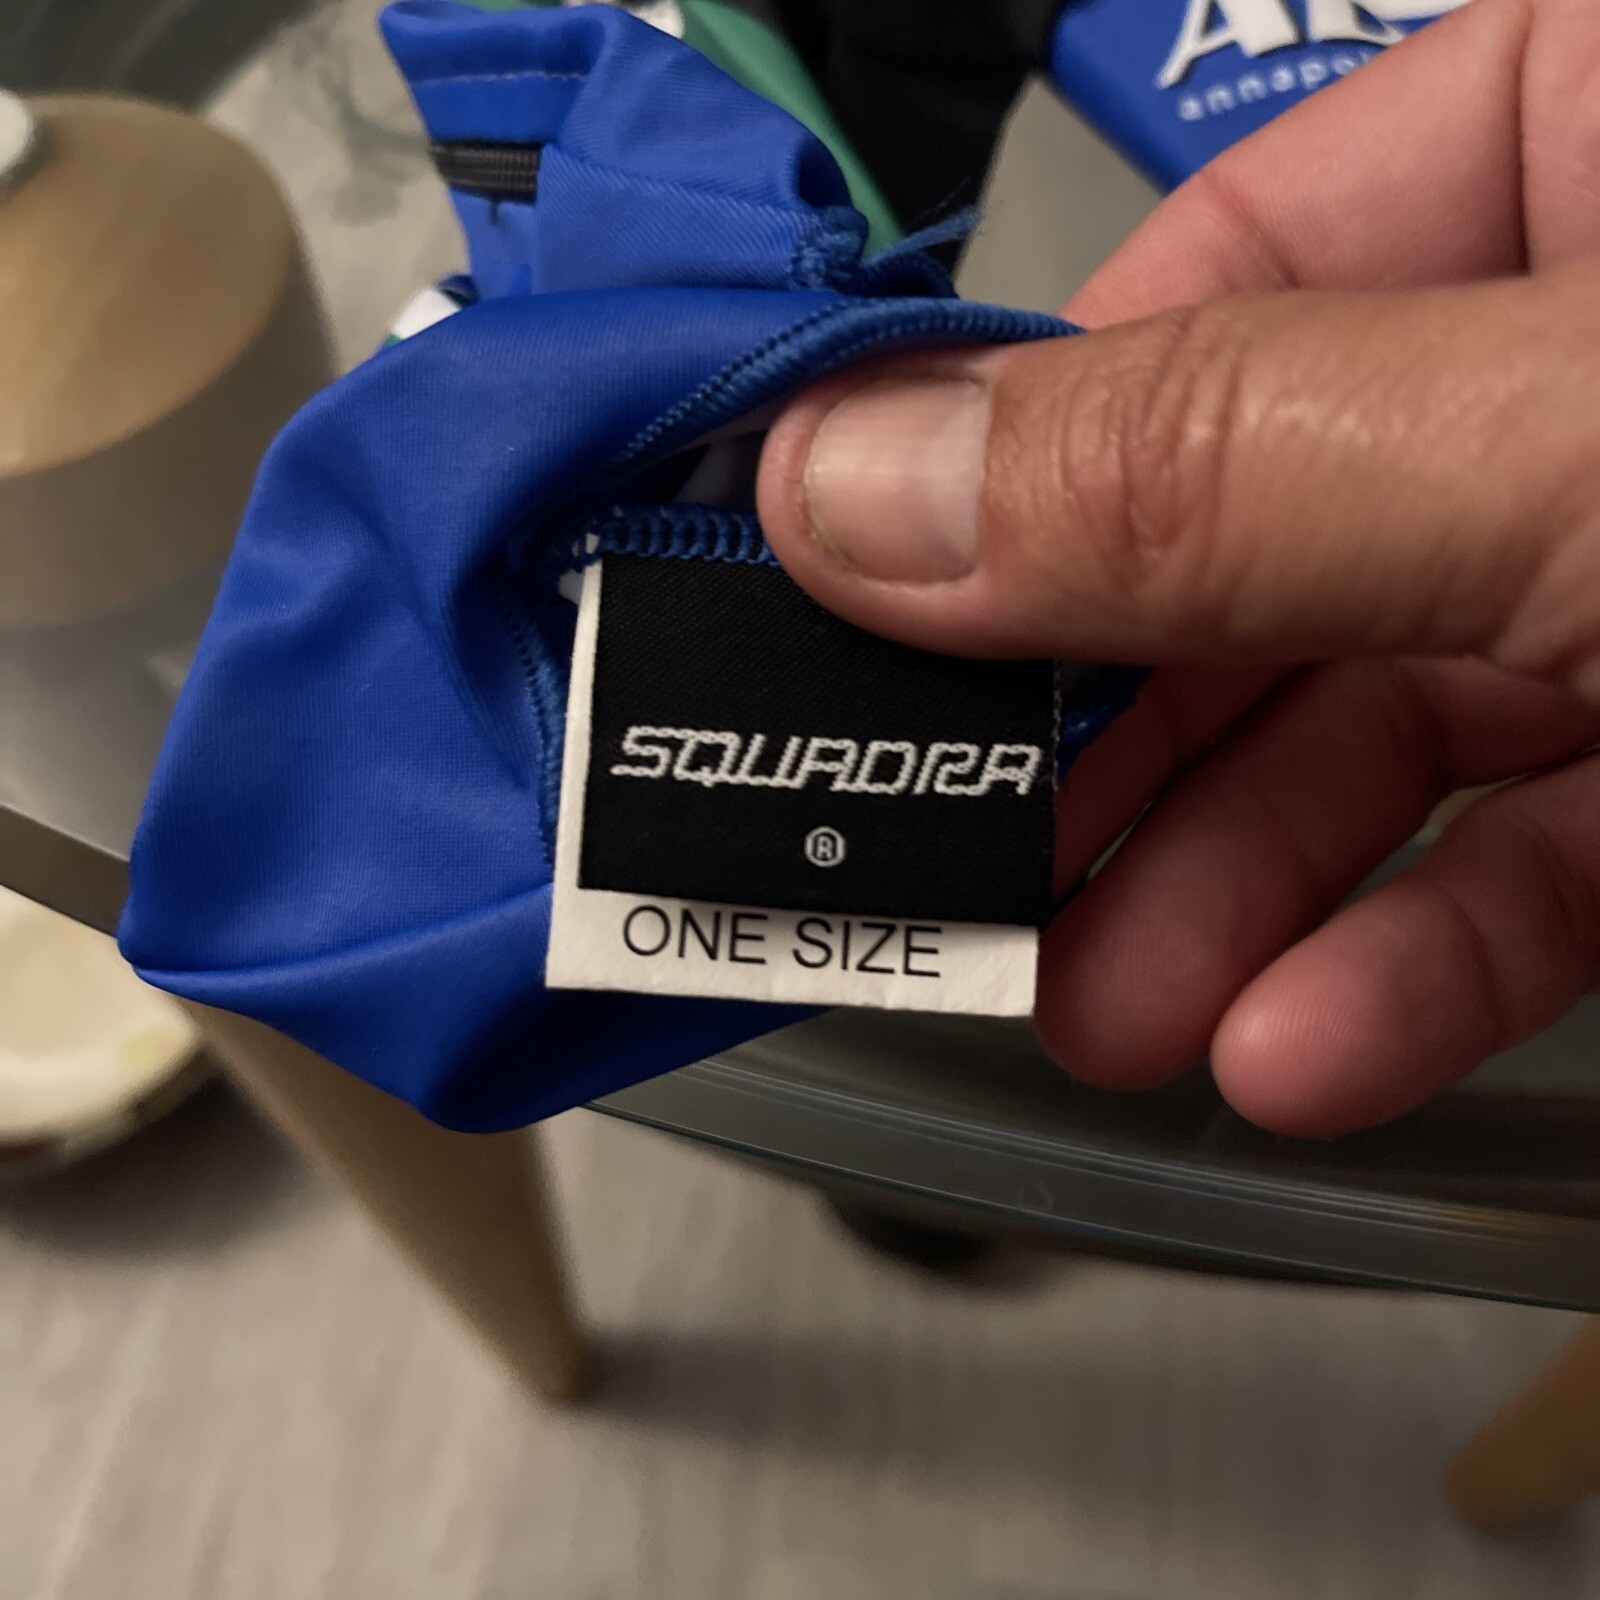 annapol
SQUADRA
®
ONE SIZE